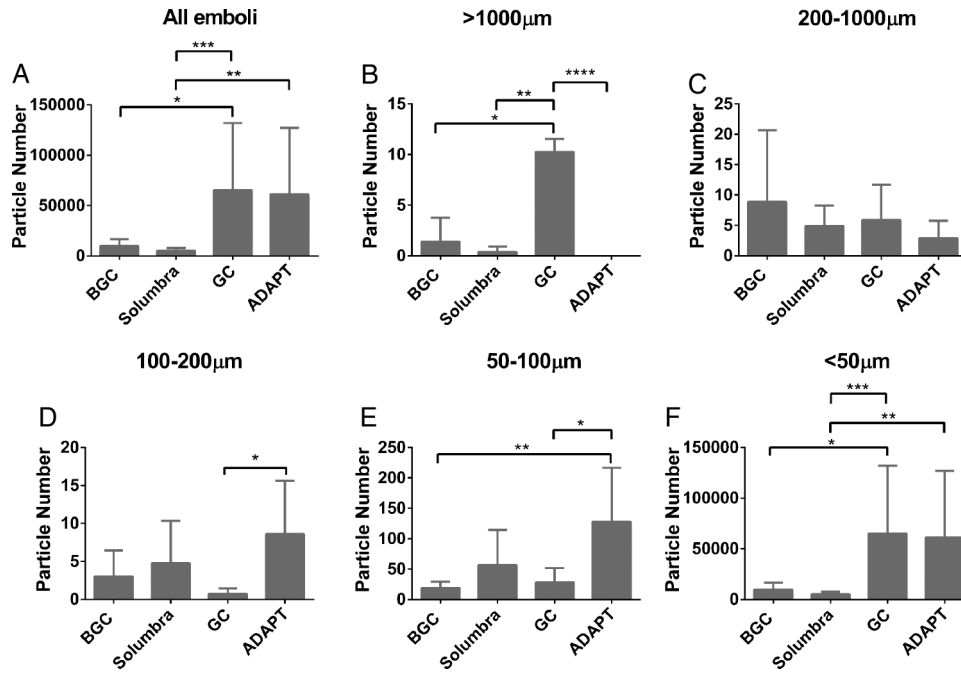 All emboli
A
***
**
*
Particle Number
150000
100000
50000
0
BGC
Solumbra
GC
ADAPT
>1000μm
B
****
**
*
Particle Number
15
10
5
0
BGC
Solumbra
GC
ADAPT
200-1000μm
C
Particle Number
25
20
15
10
5
0
BGC
Solumbra
GC
ADAPT
100-200μm
D
*
Particle Number
20
15
10
5
0
BGC
Solumbra
GC
ADAPT
50-100μm
E
*
**
Particle Number
250
200
150
100
50
0
BGC
Solumbra
GC
ADAPT
<50μm
F
***
**
*
Particle Number
150000
100000
50000
0
BGC
Solumbra
GC
ADAPT